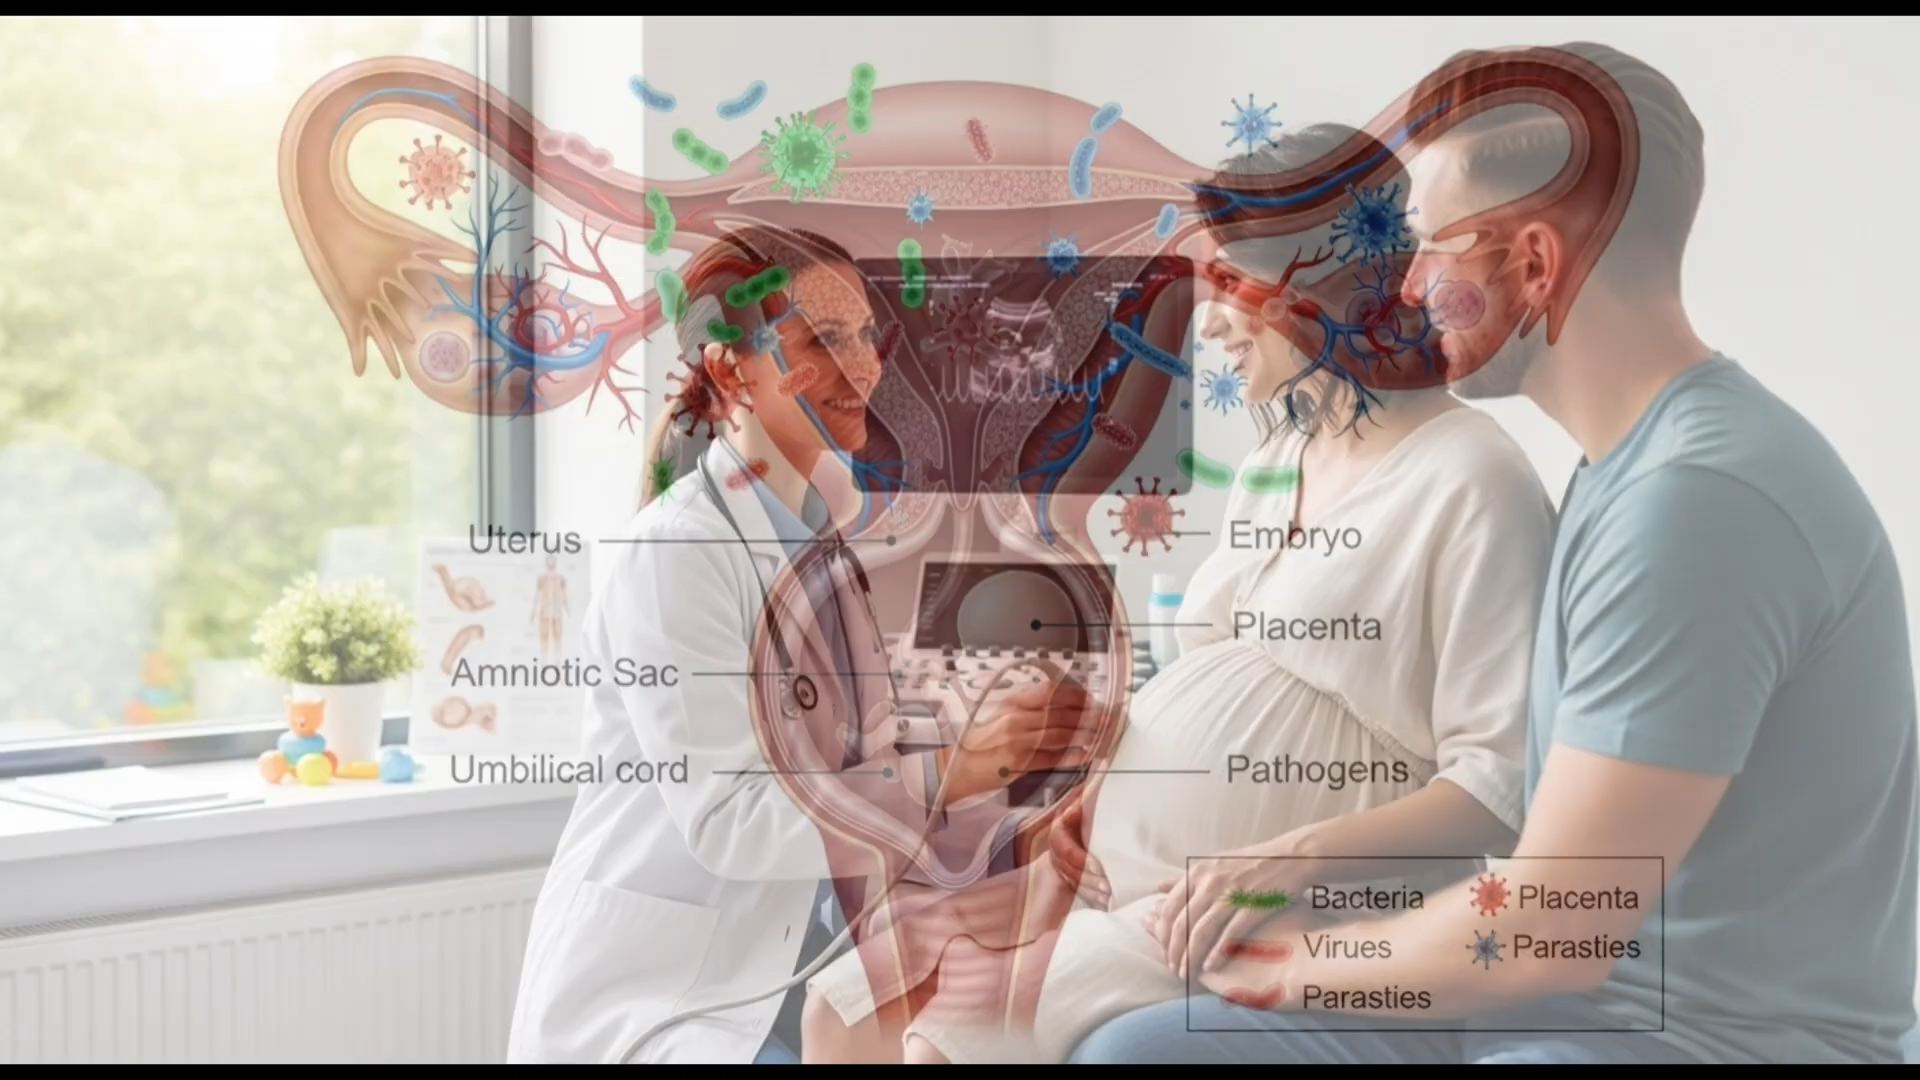 Uterus
Embryo
Placenta
Amniotic Sac
Umbilical cord
Pathogens
Bacteria
Placenta
Virues
Parasties
Parasties